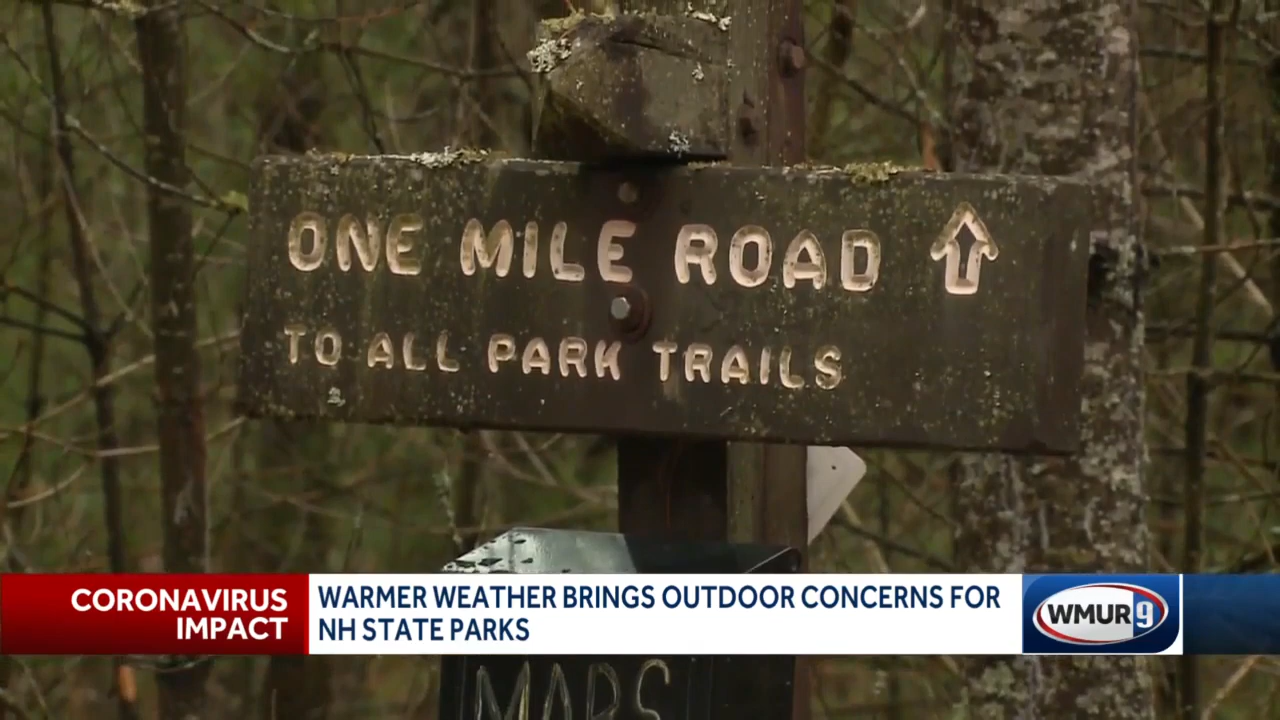 ONE MILE ROAD
TO ALL PARK TRAILS
CORONAVIRUS
IMPACT
WARMER WEATHER BRINGS OUTDOOR CONCERNS FOR
NH STATE PARKS
WMUR9
MAPS